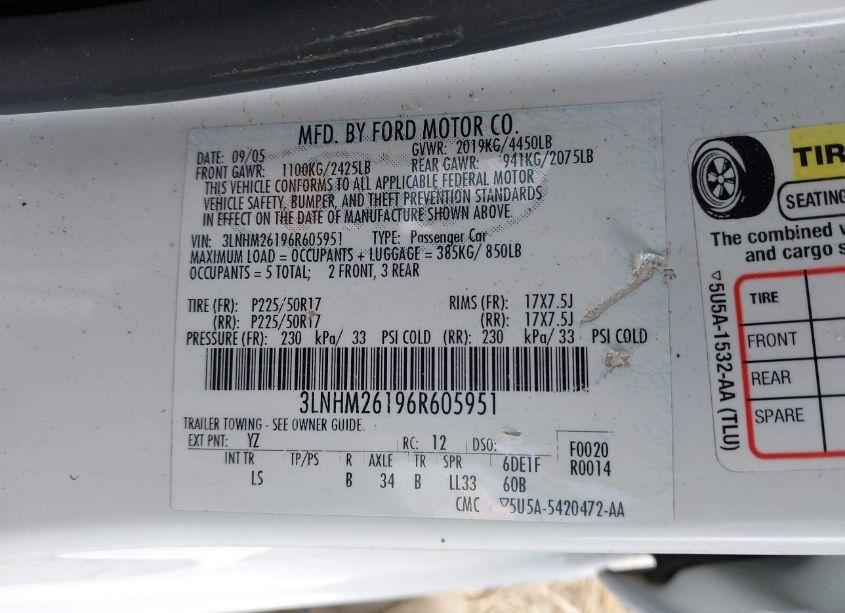 MFD. BY FORD MOTOR CO.
DATE: 09/05 GVWR: 2019KG/4450LB
FRONT GAWR: 1100KG/2425LB REAR GAWR: 941KG/2075LB
THIS VEHICLE CONFORMS TO ALL APPLICABLE FEDERAL MOTOR
VEHICLE SAFETY, BUMPER, AND THEFT PREVENTION STANDARDS
IN EFFECT ON THE DATE OF MANUFACTURE SHOWN ABOVE.
VIN: 3LNHM26196R605951 TYPE: Passenger Car
MAXIMUM LOAD = OCCUPANTS + LUGGAGE = 385KG/ 850LB
OCCUPANTS = 5 TOTAL; 2 FRONT, 3 REAR
TIRE (FR): P225/50R17 RIMS (FR): 17X7.5J
(RR): P225/50R17 (RR): 17X7.5J
PRESSURE (FR): 230 kPa/ 33 PSI COLD (RR): 230 kPa/ 33 PSI COLD
3LNHM26196R605951
TRAILER TOWING - SEE OWNER GUIDE.
EXT PNT: YZ RC: 12 DSO: F0020
INT TR TP/PS R AXLE TR SPR 6DE1F R0014
LS B 34 B LL33 60B
CMC ▽5U5A-5420472-AA
▽5U5A-1532-AA (TLU)
TIR
SEATING
The combined
and cargo
TIRE
FRONT
REAR
SPARE